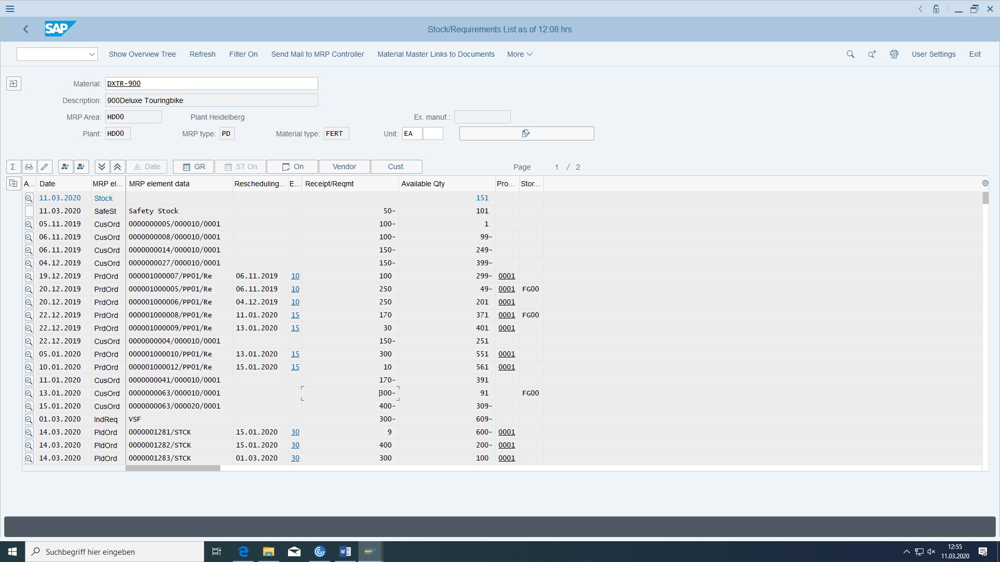 SAP
Stock/Requirements List as of 12:08 hrs
Show Overview Tree Refresh Filter On Send Mail to MRP Controller Material Master Links to Documents More User Settings Exit
Material: DXTR-900
Description: 900Deluxe Touringbike
MRP Area: HD00 Plant Heidelberg Ex. manuf.:
Plant: HD00 MRP type: PD Material type: FERT Unit: EA
Σ Date GR ST On On Vendor Cust. Page 1 / 2
A... Date MRP el... MRP element data Rescheduling... E... Receipt/Reqmt Available Qty Pro... Stor...
11.03.2020 Stock 151
11.03.2020 SafeSt Safety Stock 50- 101
05.11.2019 CusOrd 0000000005/000010/0001 100- 1
06.11.2019 CusOrd 0000000008/000010/0001 100- 99-
06.11.2019 CusOrd 0000000014/000010/0001 150- 249-
04.12.2019 CusOrd 0000000027/000010/0001 150- 399-
19.12.2019 PrdOrd 000001000007/PP01/Re 06.11.2019 10 100 299- 0001
20.12.2019 PrdOrd 000001000005/PP01/Re 06.11.2019 10 250 49- 0001 FG00
20.12.2019 PrdOrd 000001000006/PP01/Re 04.12.2019 10 250 201 0001
22.12.2019 PrdOrd 000001000008/PP01/Re 11.01.2020 15 170 371 0001 FG00
22.12.2019 PrdOrd 000001000009/PP01/Re 13.01.2020 15 30 401 0001
22.12.2019 CusOrd 0000000004/000010/0001 150- 251
05.01.2020 PrdOrd 000001000010/PP01/Re 13.01.2020 15 300 551 0001
10.01.2020 PrdOrd 000001000012/PP01/Re 15.01.2020 15 10 561 0001
11.01.2020 CusOrd 0000000041/000010/0001 170- 391
13.01.2020 CusOrd 0000000063/000010/0001 300- 91 FG00
15.01.2020 CusOrd 0000000063/000020/0001 400- 309-
01.03.2020 IndReq VSF 300- 609-
14.03.2020 PldOrd 0000001281/STCK 15.01.2020 30 9 600- 0001
14.03.2020 PldOrd 0000001282/STCK 15.01.2020 30 400 200- 0001
14.03.2020 PldOrd 0000001283/STCK 01.03.2020 30 300 100 0001
Suchbegriff hier eingeben
12:55
11.03.2020